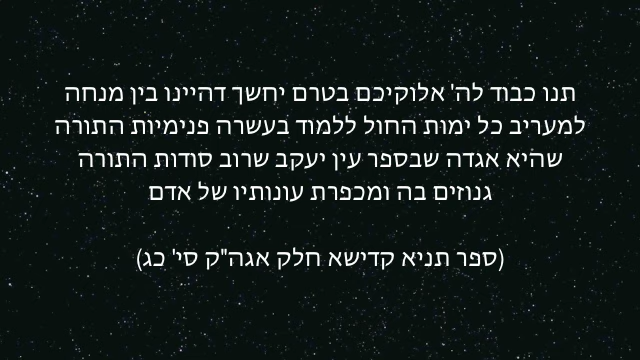 תנו כבוד לה' אלוקיכם בטרם יחשך דהיינו בין מנחה
למעריב כל ימות החול ללמוד בעשרה פנימיות התורה
שהיא אגדה שבספר עין יעקב שרוב סודות התורה
גנוזים בה ומכפרת עונותיו של אדם
(ספר תניא קדישא חלק אגה"ק סי' כג)